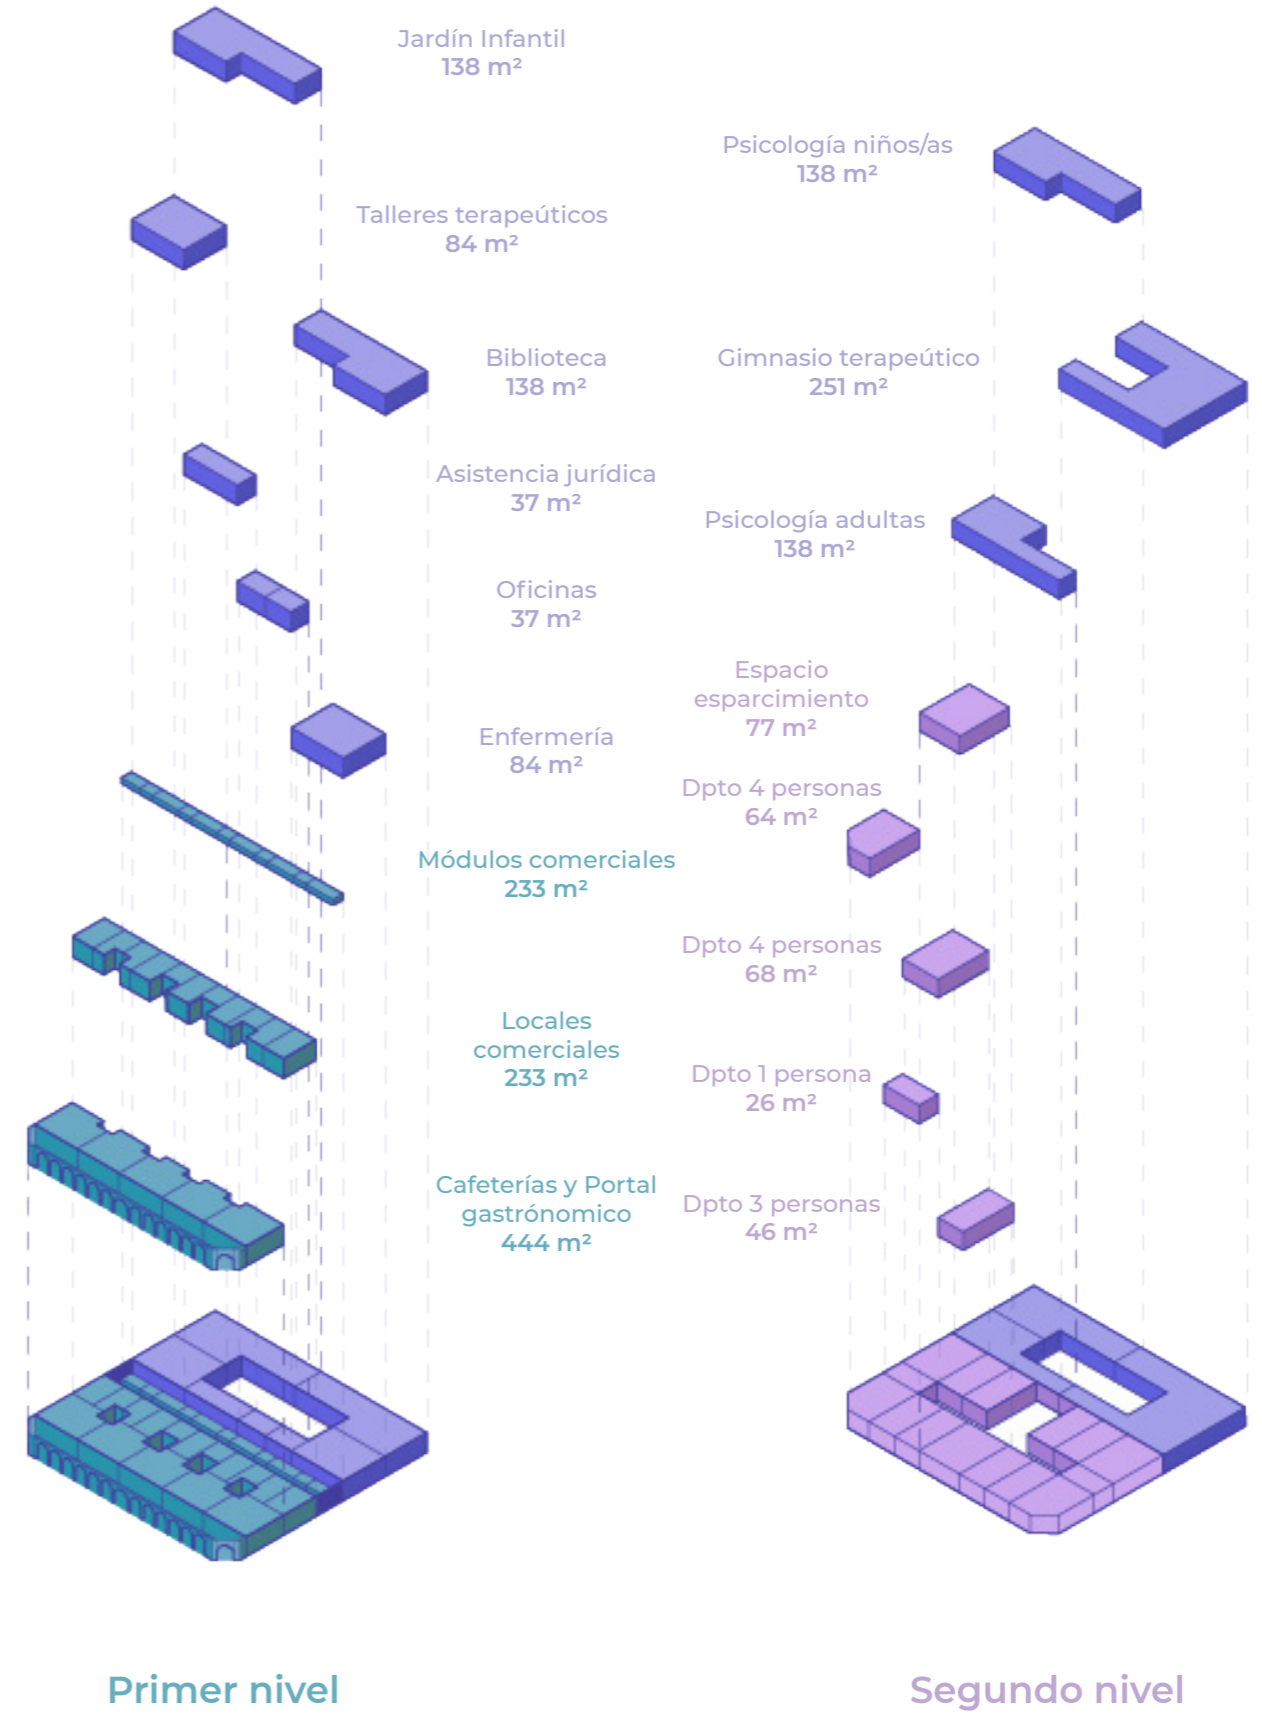 Jardín Infantil
138 m²
Talleres terapeúticos
84 m²
Biblioteca
138 m²
Asistencia jurídica
37 m²
Oficinas
37 m²
Enfermería
84 m²
Módulos comerciales
233 m²
Locales
comerciales
233 m²
Cafeterías y Portal
gastrónomico
444 m²
Primer nivel
Psicología niños/as
138 m²
Gimnasio terapeútico
251 m²
Psicología adultas
138 m²
Espacio
esparcimiento
77 m²
Dpto 4 personas
64 m²
Dpto 4 personas
68 m²
Dpto 1 persona
26 m²
Dpto 3 personas
46 m²
Segundo nivel